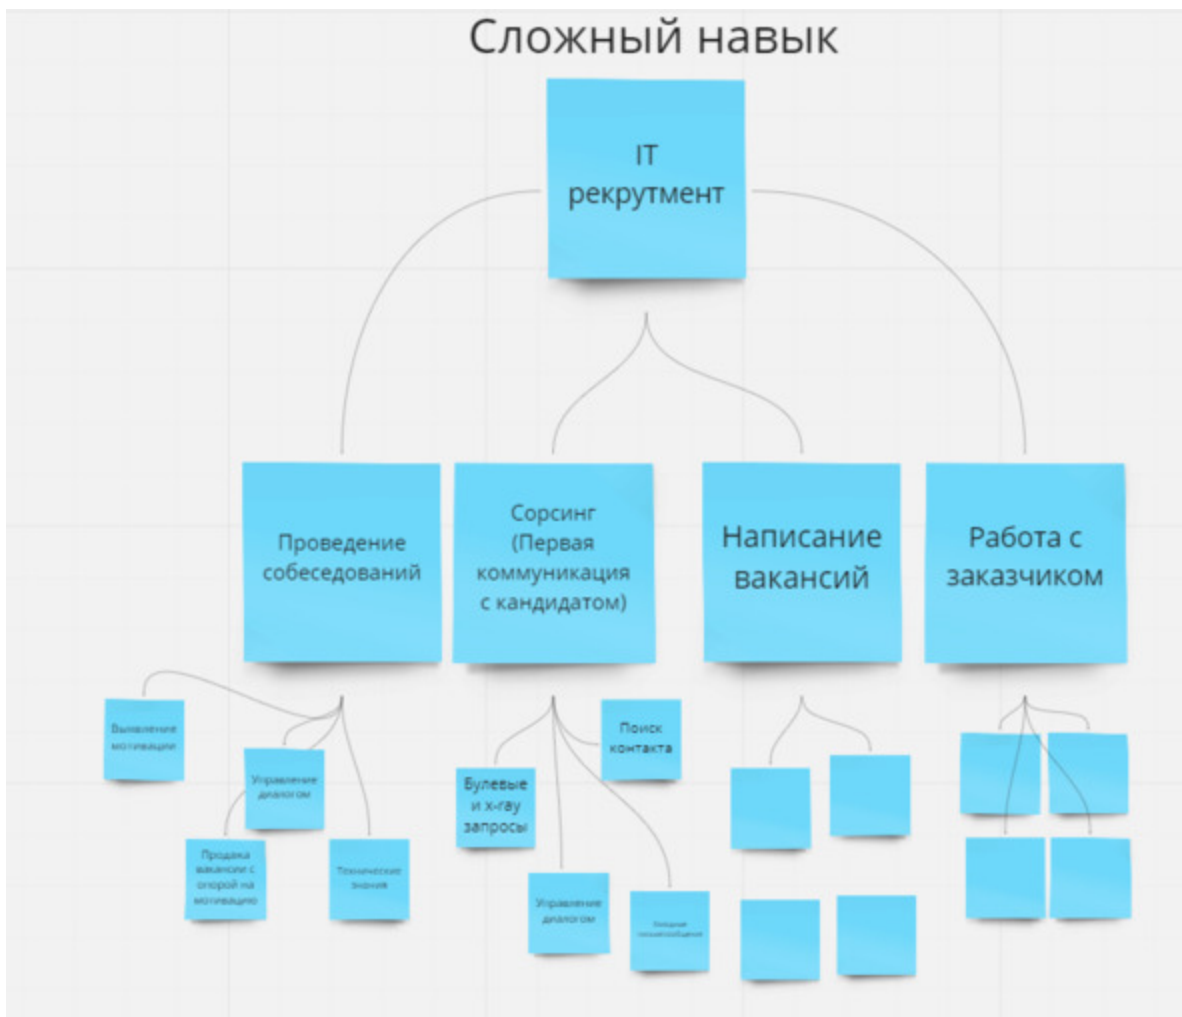 Сложный навык
IT
рекрутмент
Проведение
собеседований
Сорсинг
(Первая
коммуникация
с кандидатом)
Написание
вакансий
Работа с
заказчиком
Выявление
мотивации
Управление
диалогом
Продажа
вакансии с
опорой на
мотивацию
Технические
знания
Булевые
и x-ray
запросы
Поиск
контакта
Управление
диалогом